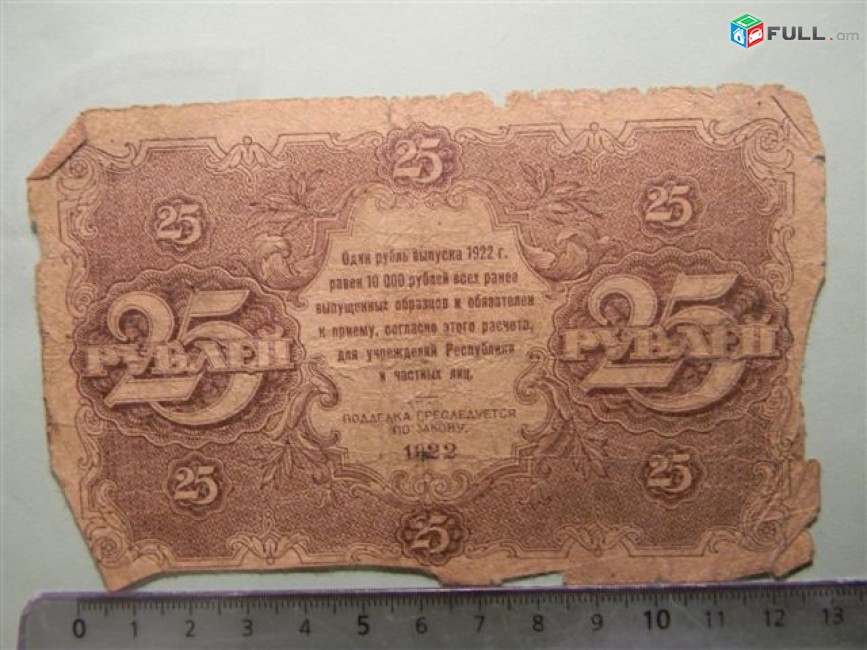 FULL.am
25
25
25
Один рубль выпуска 1922 г.
равен 10 000 рублей всех ранее
выпущенных образцов и обязателен
к приему, согласно этого расчета,
для учреждений Республики
и частных лиц.
25 РУБЛЕЙ
25 РУБЛЕЙ
ПОДДЕЛКА ПРЕСЛЕДУЕТСЯ
ПО ЗАКОНУ.
1922
25
25
25
0 1 2 3 4 5 6 7 8 9 10 11 12 13